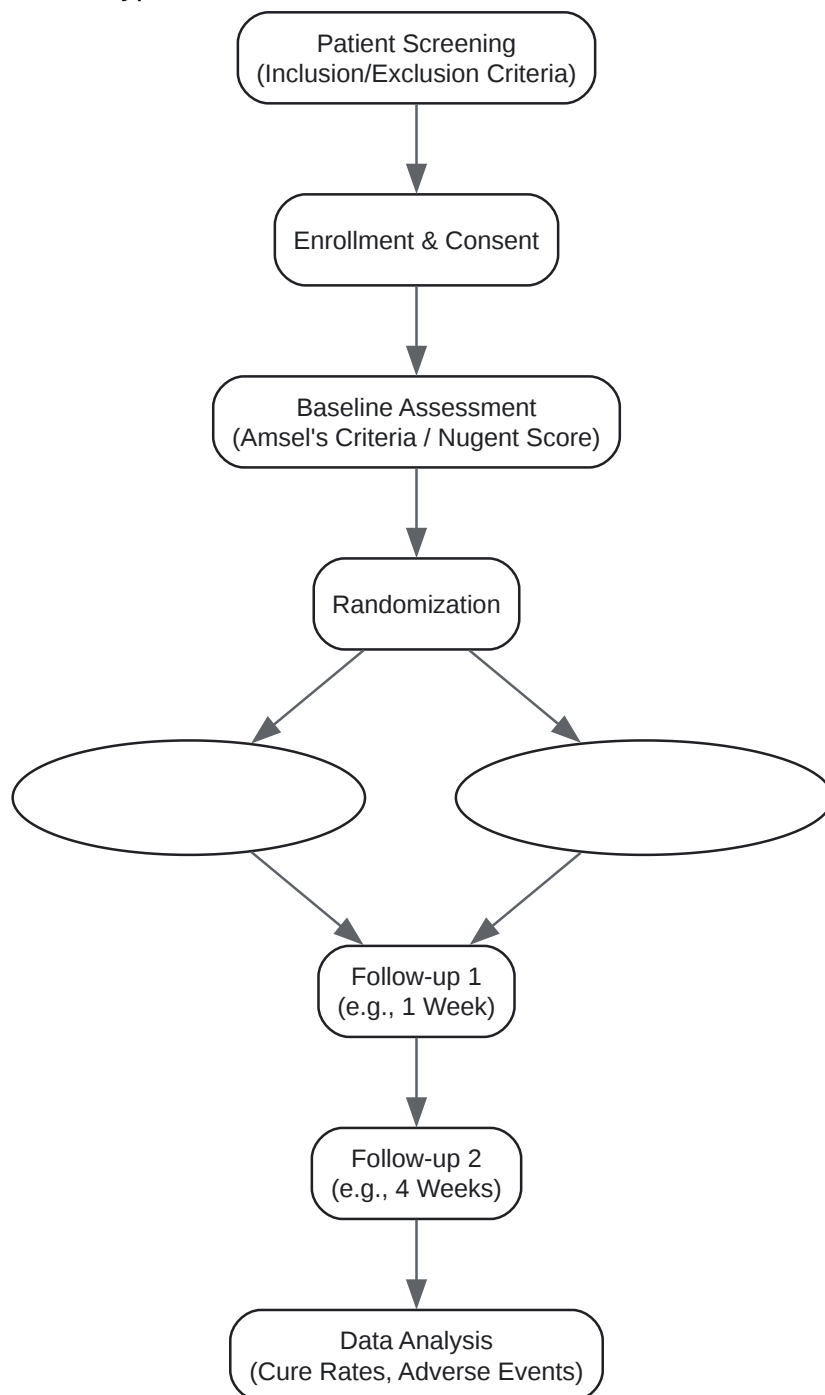 Patient Screening
(Inclusion/Exclusion Criteria)
Enrollment & Consent
Baseline Assessment
(Amsel's Criteria / Nugent Score)
Randomization
Follow-up 1
(e.g., 1 Week)
Follow-up 2
(e.g., 4 Weeks)
Data Analysis
(Cure Rates, Adverse Events)